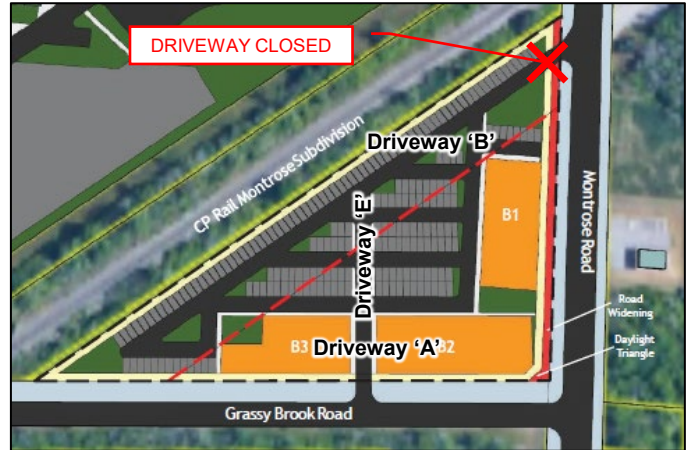 DRIVEWAY CLOSED
CP Rail Montrose Subdivision
Driveway ‘B’
Driveway ‘E’
B1
Montrose Road
Road
Widening
Daylight
Triangle
B3
Driveway ‘A’
B2
Grassy Brook Road